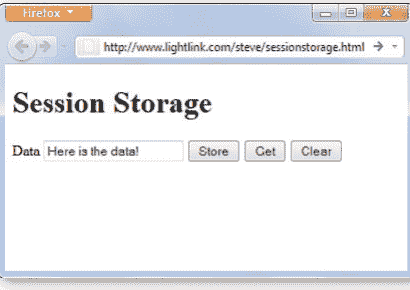 Firefox
http://www.lightlink.com/steve/sessionstorage.html
Session Storage
Data Here is the data! Store Get Clear